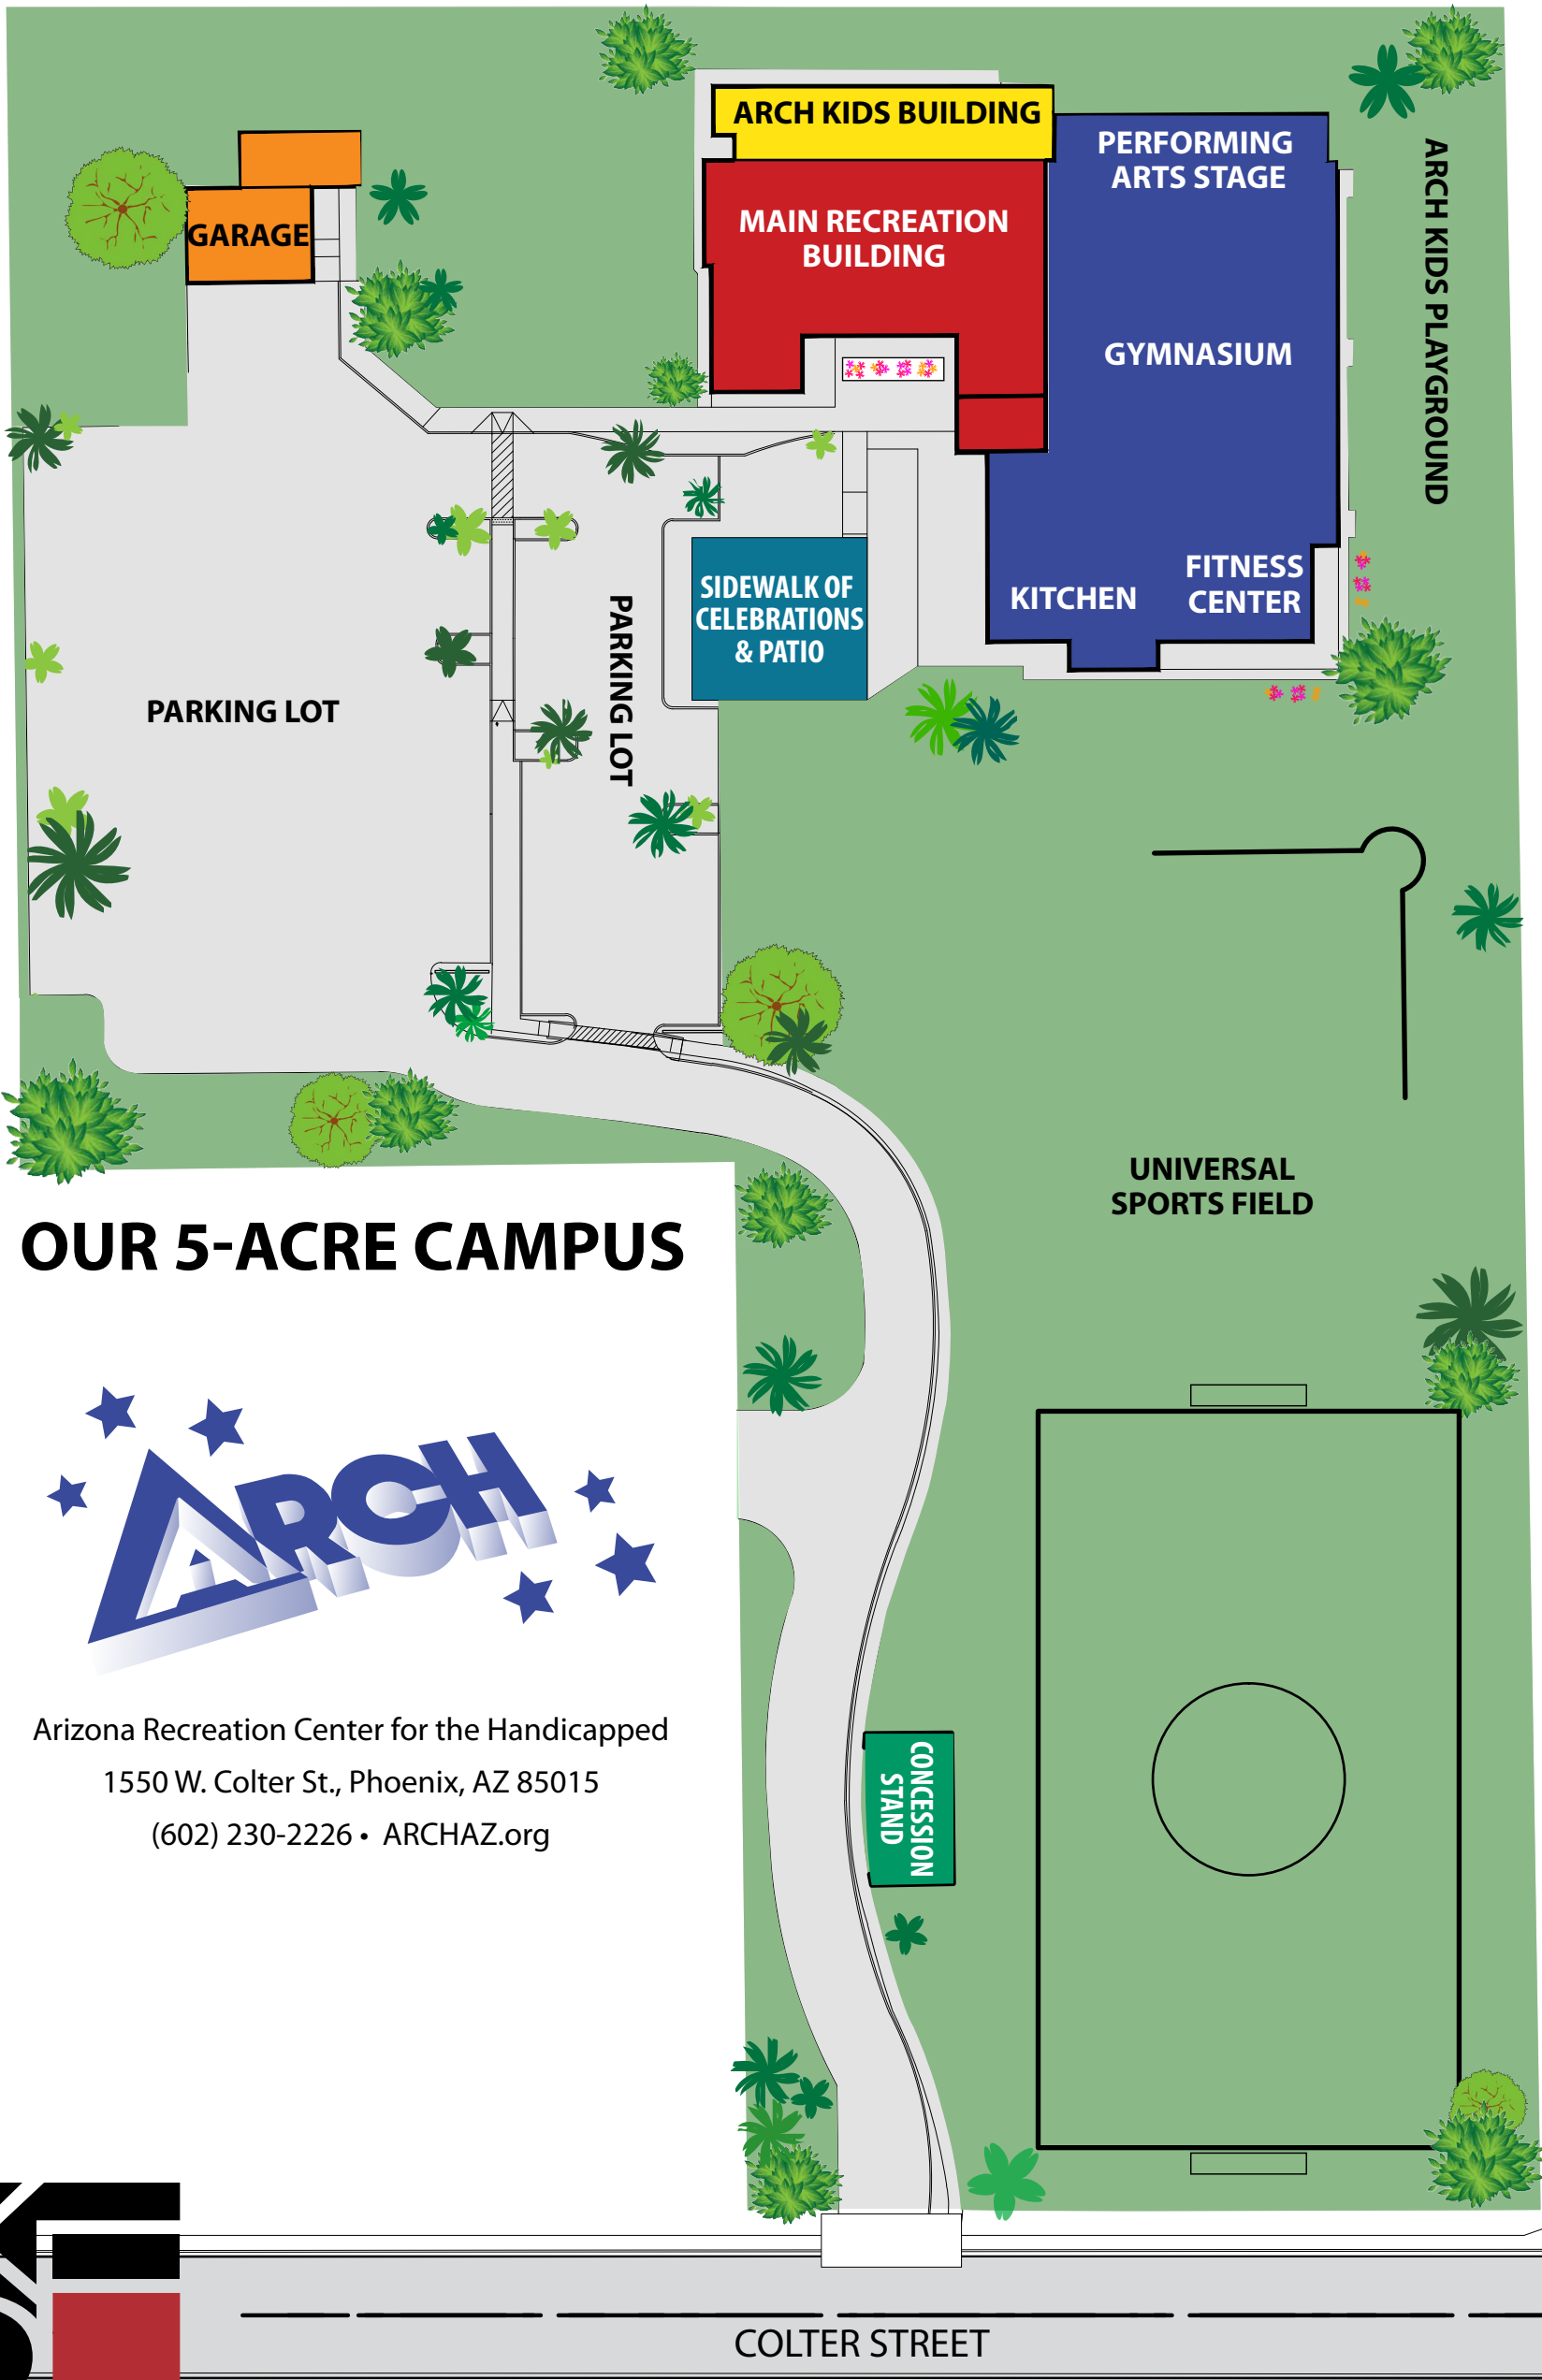 ARCH KIDS BUILDING
PERFORMING
ARTS STAGE
MAIN RECREATION
BUILDING
GARAGE
GYMNASIUM
ARCH KIDS PLAYGROUND
SIDEWALK OF
CELEBRATIONS
& PATIO
KITCHEN
FITNESS
CENTER
PARKING LOT
PARKING LOT
UNIVERSAL
SPORTS FIELD
OUR 5-ACRE CAMPUS
ARCH
Arizona Recreation Center for the Handicapped
1550 W. Colter St., Phoenix, AZ 85015
(602) 230-2226 • ARCHAZ.org
CONCESSION
STAND
COLTER STREET